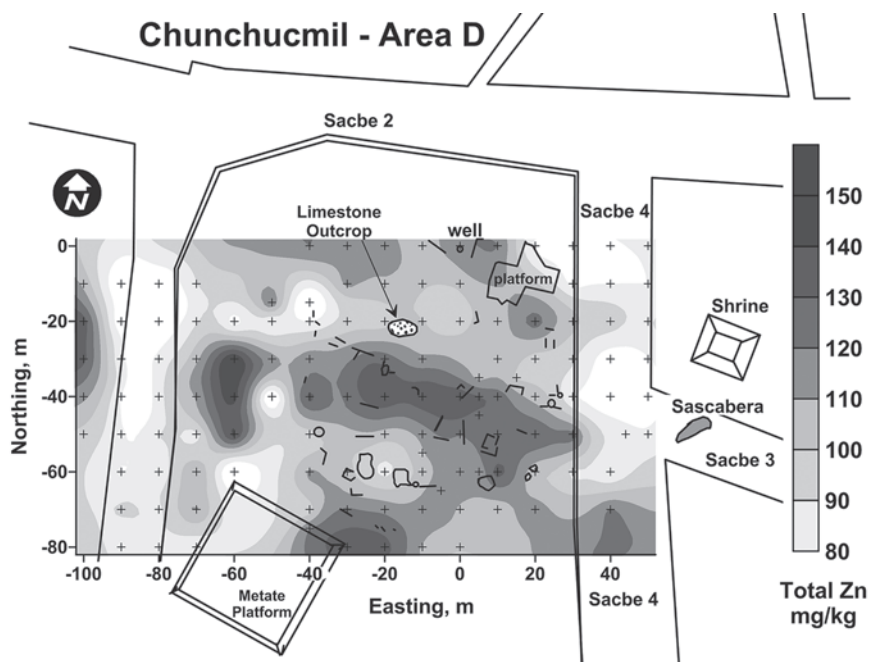 Chunchucmil - Area D
Sacbe 2
N
Limestone
Outcrop
well
Sacbe 4
platform
Shrine
Sascabera
Sacbe 3
Metate
Platform
Sacbe 4
Northing, m
0
-20
-40
-60
-80
-100
-80
-60
-40
-20
0
20
40
Easting, m
150
140
130
120
110
100
90
80
Total Zn
mg/kg